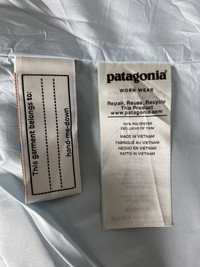 This garment belongs to:
hand-me-down
patagonia
WORN WEAR
Repair, Reuse, Recycle
This Product
www.patagonia.com
100% POLYESTER
EXCLUSIVE OF TRIM
MADE IN VIETNAM
FABRIQUÉ AU VIETNAM
HECHO EN VIETNAM
FATTO IN VIETNAM